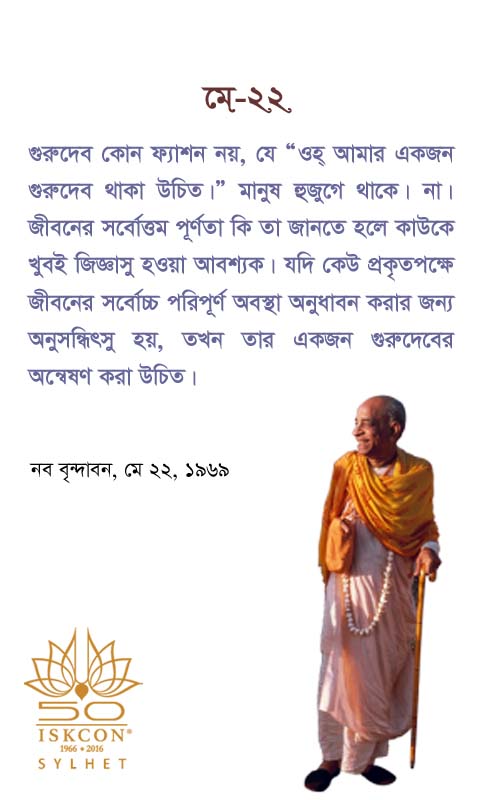 মে-২২
গুরুদেব কোন ফ্যাশন নয়, যে “ওহ্ আমার একজন
গুরুদেব থাকা উচিত।” মানুষ হুজুগে থাকে। না।
জীবনের সর্বোত্তম পূর্ণতা কি তা জানতে হলে কাউকে
খুবই জিজ্ঞাসু হওয়া আবশ্যক। যদি কেউ প্রকৃতপক্ষে
জীবনের সর্বোচ্চ পরিপূর্ণ অবস্থা অনুধাবন করার জন্য
অনুসন্ধিৎসু হয়, তখন তার একজন গুরুদেবের
অন্বেষণ করা উচিত।
নব বৃন্দাবন, মে ২২, ১৯৬৯
50
ISKCON®
1966 • 2016
SYLHET